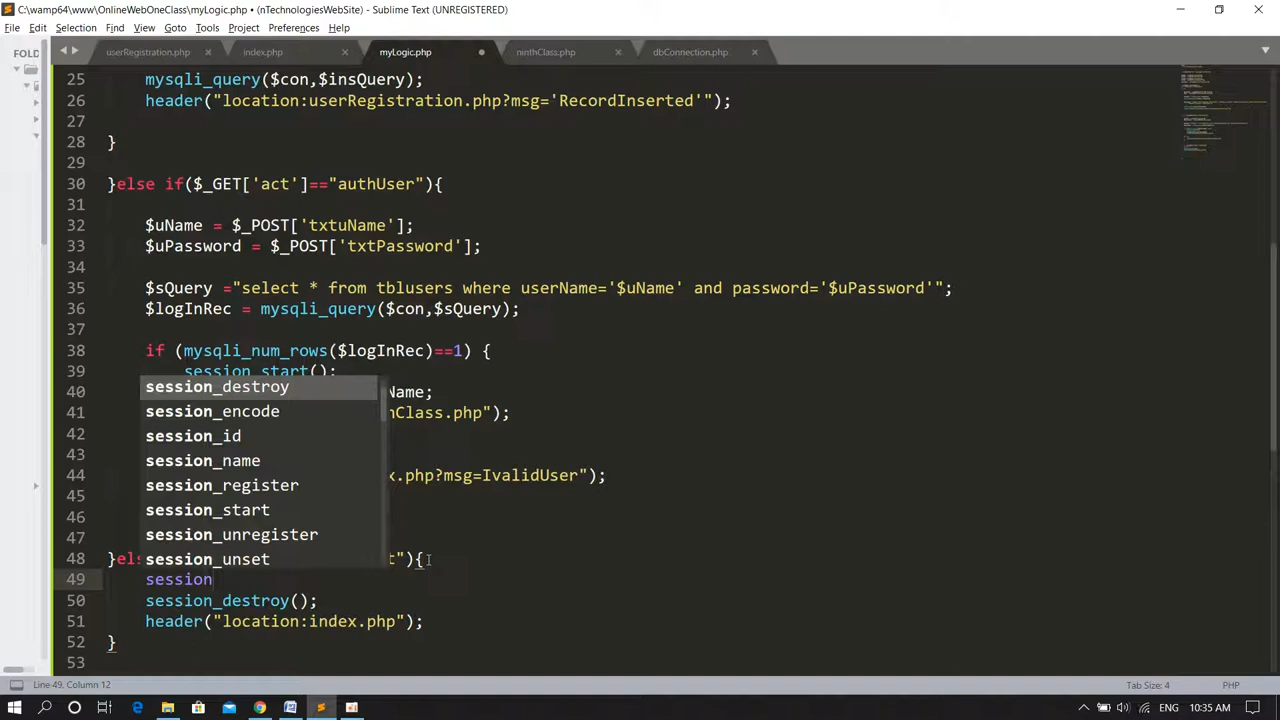 C:\wamp64\www\OnlineWebOneClass\myLogic.php • (nTechnologiesWebSite) - Sublime Text (UNREGISTERED)
File Edit Selection Find View Goto Tools Project Preferences Help
FOLD
userRegistration.php index.php myLogic.php ninthClass.php dbConnection.php
25 mysqli_query($con,$insQuery);
26 header("location:userRegistration.php?msg='RecordInserted'");
27
28 }
29
30 }else if($_GET['act']=="authUser"){
31
32 $uName = $_POST['txtuName'];
33 $uPassword = $_POST['txtPassword'];
34
35 $sQuery ="select * from tblusers where userName='$uName' and password='$uPassword'";
36 $logInRec = mysqli_query($con,$sQuery);
37
38 if (mysqli_num_rows($logInRec)==1) {
39 session_start();
40 Name;
41 nClass.php");
42
43
44 x.php?msg=IvalidUser");
45
46
47
48 }els t"){
49 session
50 session_destroy();
51 header("location:index.php");
52 }
53
session_destroy
session_encode
session_id
session_name
session_register
session_start
session_unregister
session_unset
Line 49, Column 12 Tab Size: 4 PHP
ENG 10:35 AM